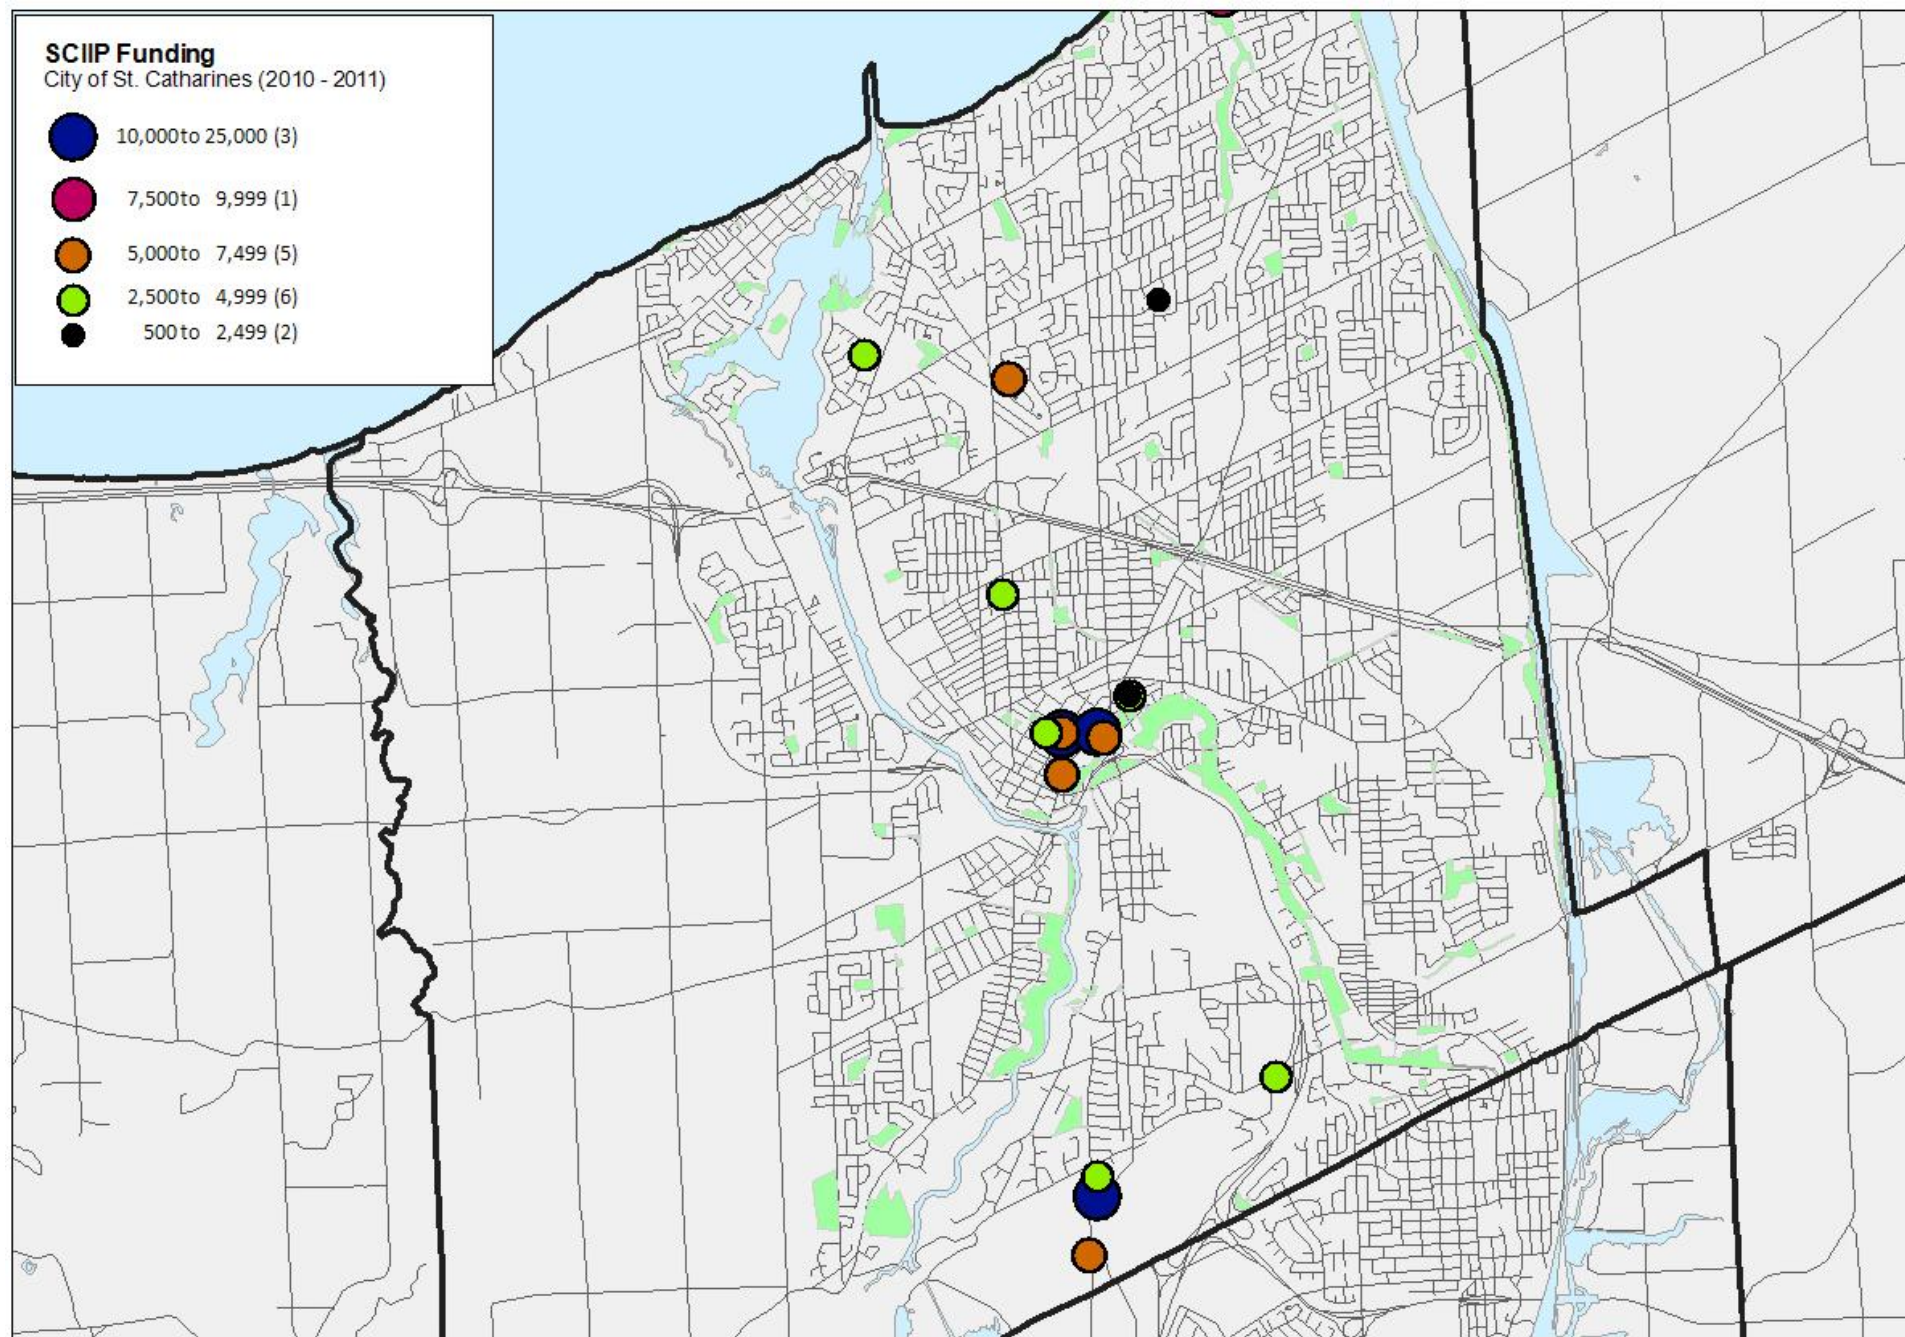 SCIIP Funding
City of St. Catharines (2010 - 2011)
10,000to 25,000 (3)
7,500to 9,999 (1)
5,000to 7,499 (5)
2,500to 4,999 (6)
500to 2,499 (2)